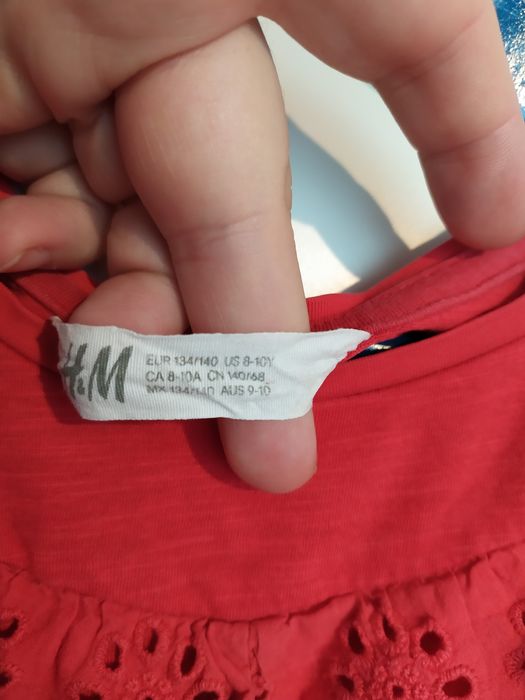 H&M
EUR 134/140 US 8-10Y
CA 8-10A CN 140/68
MX 134/140 AUS 9-10